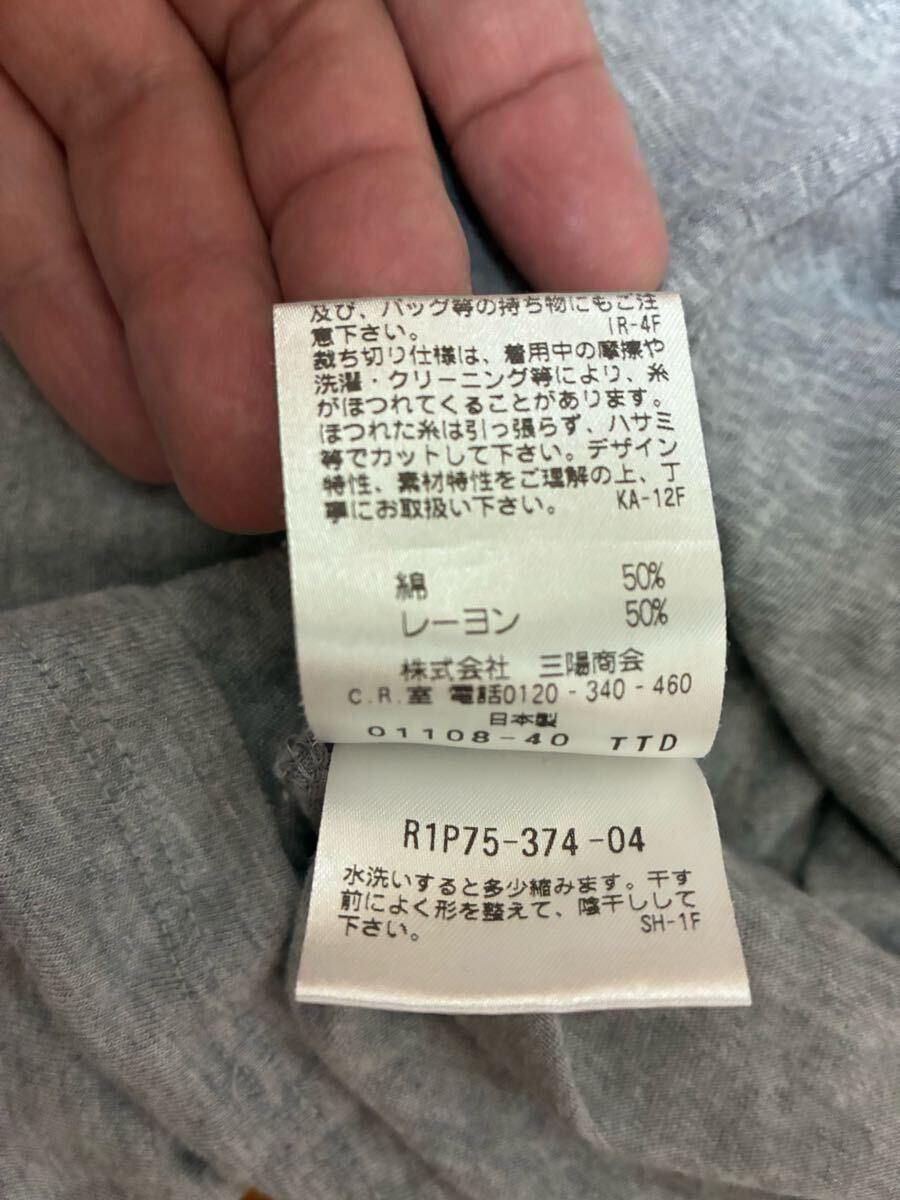 及び、バッグ等の持ち物にもご注
意下さい。 IR-4F
裁ち切り仕様は、着用中の摩擦や
洗濯・クリーニング等により、糸
がほつれてくることがあります。
ほつれた糸は引っ張らず、ハサミ
等でカットして下さい。デザイン
特性、素材特性をご理解の上、丁
寧にお取扱い下さい。 KA-12F
綿 50%
レーヨン 50%
株式会社 三陽商会
C.R.室 電話0120-340-460
日本製
01108-40 TTD
R1P75-374-04
水洗いすると多少縮みます。干す
前によく形を整えて、陰干しして
下さい。 SH-1F